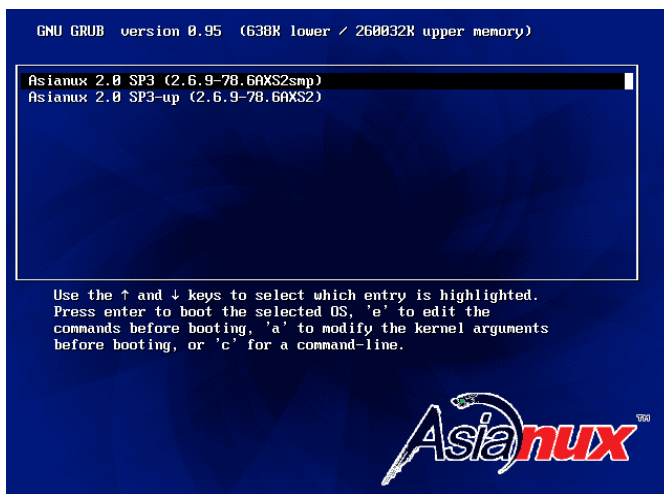 GNU GRUB version 0.95 (638K lower / 260032K upper memory)
Asianux 2.0 SP3 (2.6.9-78.6AXS2smp)
Asianux 2.0 SP3-up (2.6.9-78.6AXS2)
Use the ↑ and ↓ keys to select which entry is highlighted.
Press enter to boot the selected OS, 'e' to edit the
commands before booting, 'a' to modify the kernel arguments
before booting, or 'c' for a command-line.
Asianux™